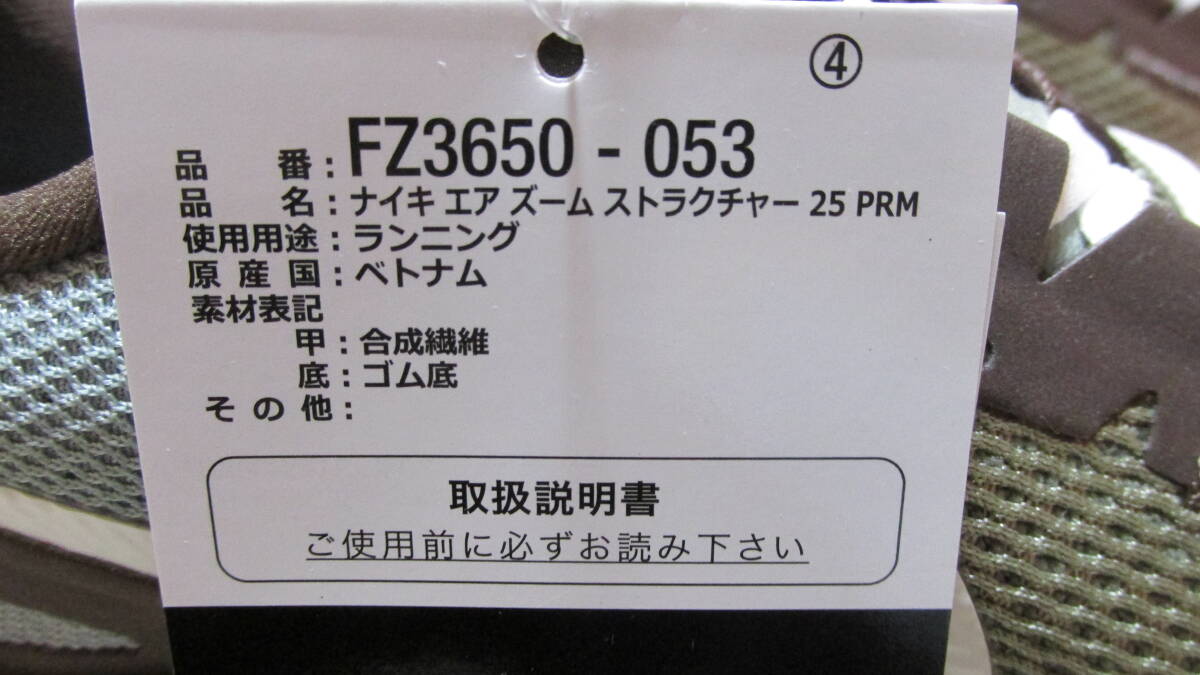 ④
品番：FZ3650 - 053
品名：ナイキ エア ズーム ストラクチャー 25 PRM
使用用途：ランニング
原産国：ベトナム
素材表記
甲：合成繊維
底：ゴム底
その他：
取扱説明書
ご使用前に必ずお読み下さい